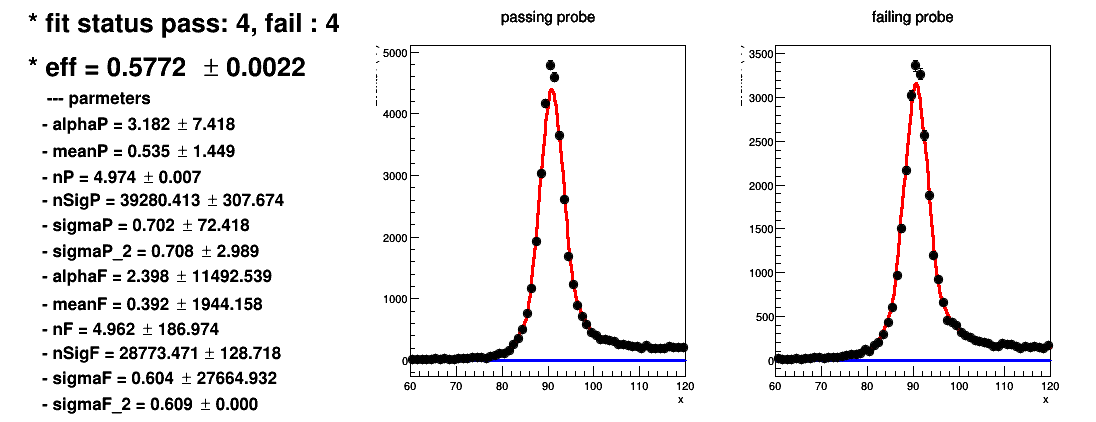 * fit status pass: 4, fail : 4
* eff = 0.5772 ± 0.0022
--- parmeters
- alphaP = 3.182 ± 7.418
- meanP = 0.535 ± 1.449
- nP = 4.974 ± 0.007
- nSigP = 39280.413 ± 307.674
- sigmaP = 0.702 ± 72.418
- sigmaP_2 = 0.708 ± 2.989
- alphaF = 2.398 ± 11492.539
- meanF = 0.392 ± 1944.158
- nF = 4.962 ± 186.974
- nSigF = 28773.471 ± 128.718
- sigmaF = 0.604 ± 27664.932
- sigmaF_2 = 0.609 ± 0.000
passing probe
5000
4000
3000
2000
1000
0
60 70 80 90 100 110 120
x
failing probe
3500
3000
2500
2000
1500
1000
500
0
60 70 80 90 100 110 120
x